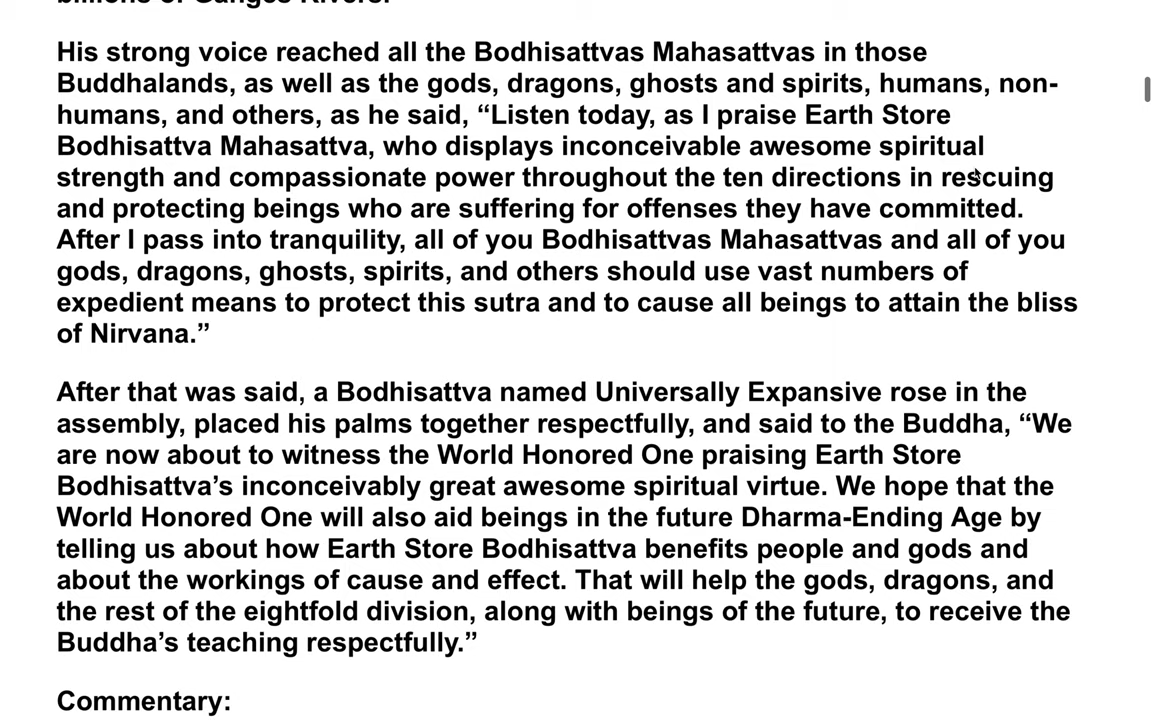 billions of Ganges Rivers.
His strong voice reached all the Bodhisattvas Mahasattvas in those
Buddhalands, as well as the gods, dragons, ghosts and spirits, humans, non-
humans, and others, as he said, “Listen today, as I praise Earth Store
Bodhisattva Mahasattva, who displays inconceivable awesome spiritual
strength and compassionate power throughout the ten directions in rescuing
and protecting beings who are suffering for offenses they have committed.
After I pass into tranquility, all of you Bodhisattvas Mahasattvas and all of you
gods, dragons, ghosts, spirits, and others should use vast numbers of
expedient means to protect this sutra and to cause all beings to attain the bliss
of Nirvana.”
After that was said, a Bodhisattva named Universally Expansive rose in the
assembly, placed his palms together respectfully, and said to the Buddha, “We
are now about to witness the World Honored One praising Earth Store
Bodhisattva’s inconceivably great awesome spiritual virtue. We hope that the
World Honored One will also aid beings in the future Dharma-Ending Age by
telling us about how Earth Store Bodhisattva benefits people and gods and
about the workings of cause and effect. That will help the gods, dragons, and
the rest of the eightfold division, along with beings of the future, to receive the
Buddha’s teaching respectfully.”
Commentary: